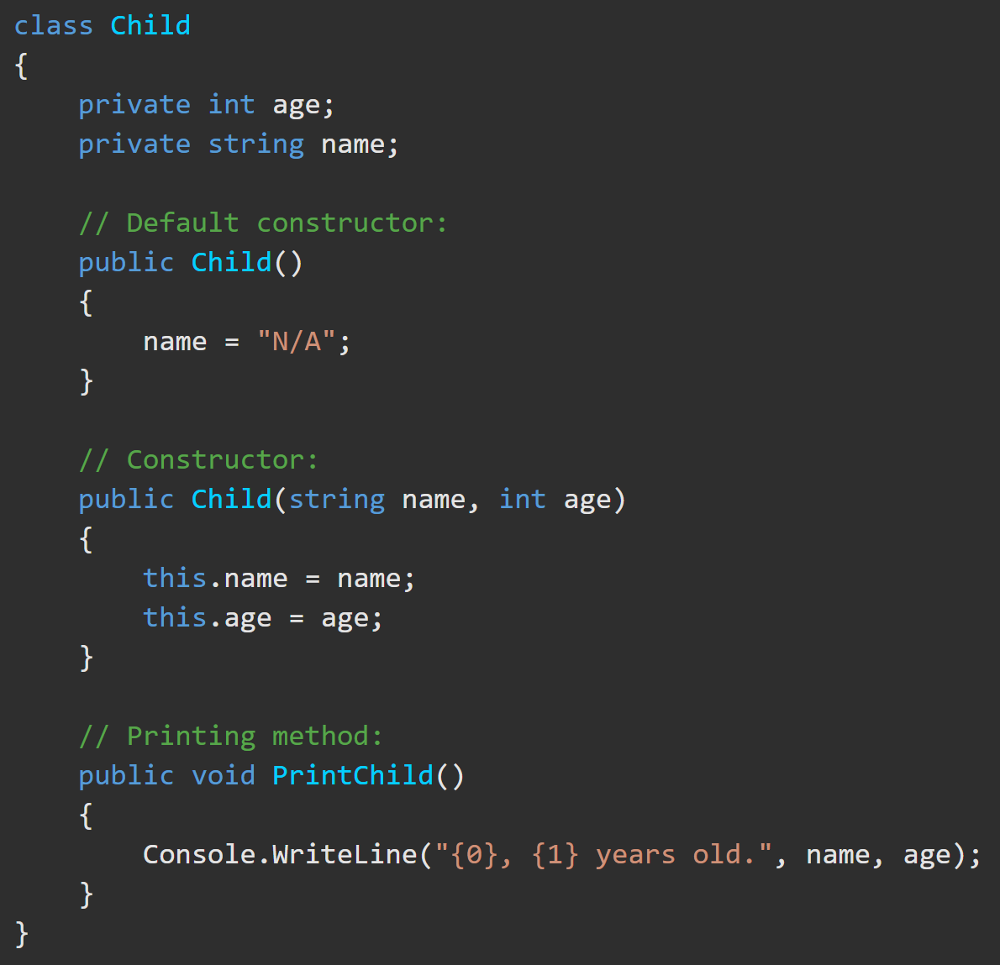 class Child
{
    private int age;
    private string name;

    // Default constructor:
    public Child()
    {
        name = "N/A";
    }

    // Constructor:
    public Child(string name, int age)
    {
        this.name = name;
        this.age = age;
    }

    // Printing method:
    public void PrintChild()
    {
        Console.WriteLine("{0}, {1} years old.", name, age);
    }
}